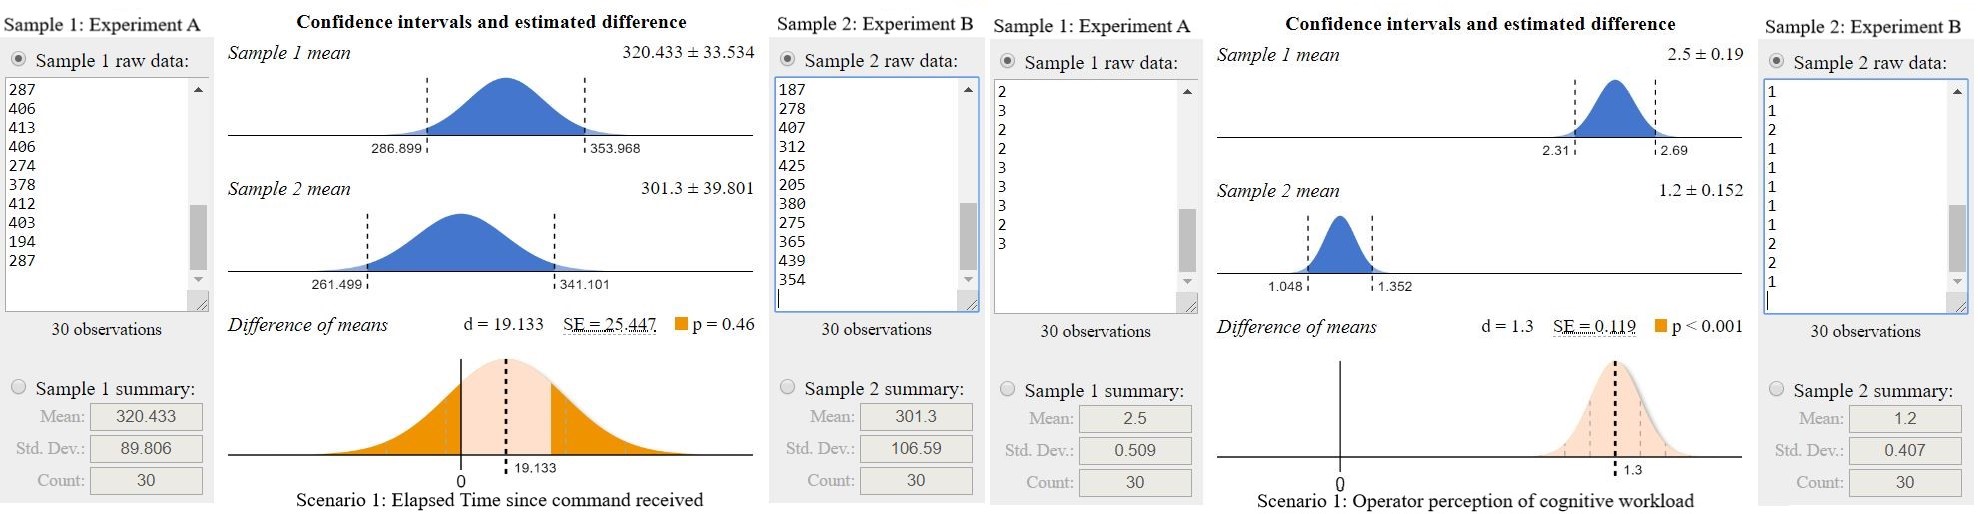 Sample 1: Experiment A
Sample 1 raw data:
287
406
413
406
274
378
412
403
194
287
30 observations
Sample 1 summary:
Mean: 320.433
Std. Dev.: 89.806
Count: 30
Confidence intervals and estimated difference
Sample 1 mean 320.433 ± 33.534
286.899 353.968
Sample 2 mean 301.3 ± 39.801
261.499 341.101
Difference of means d = 19.133 SE = 25.447 p = 0.46
19.133
0
Scenario 1: Elapsed Time since command received
Sample 2: Experiment B
Sample 2 raw data:
187
278
407
312
425
205
380
275
365
439
354
30 observations
Sample 2 summary:
Mean: 301.3
Std. Dev.: 106.59
Count: 30
Sample 1: Experiment A
Sample 1 raw data:
2
3
2
2
3
3
3
2
3
30 observations
Sample 1 summary:
Mean: 2.5
Std. Dev.: 0.509
Count: 30
Confidence intervals and estimated difference
Sample 1 mean 2.5 ± 0.19
2.31 2.69
Sample 2 mean 1.2 ± 0.152
1.048 1.352
Difference of means d = 1.3 SE = 0.119 p < 0.001
1.3
0
Scenario 1: Operator perception of cognitive workload
Sample 2: Experiment B
Sample 2 raw data:
1
1
2
1
1
1
1
1
2
2
1
30 observations
Sample 2 summary:
Mean: 1.2
Std. Dev.: 0.407
Count: 30